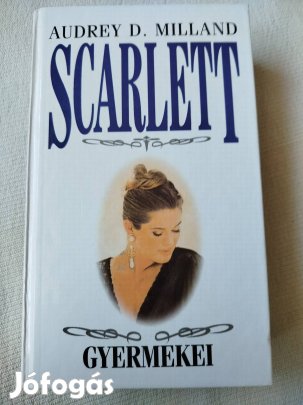 AUDREY D. MILLAND
SCARLETT
GYERMEKEI
Jófogás